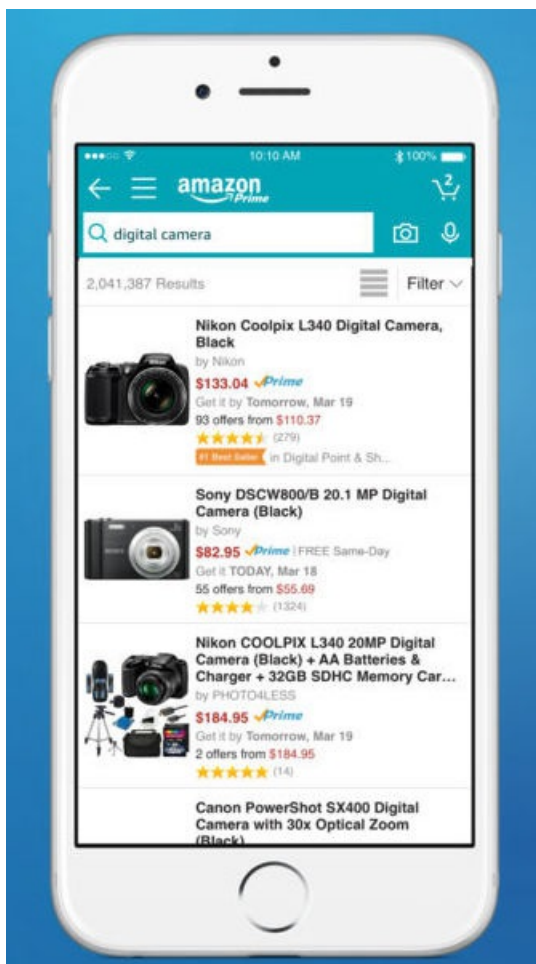 10:10 AM
100%
amazon
Prime
2
digital camera
2,041,387 Results
Filter
Nikon Coolpix L340 Digital Camera,
Black
by Nikon
$133.04 Prime
Get it by Tomorrow, Mar 19
93 offers from $110.37
(279)
#1 Best Seller in Digital Point & Sh...
Sony DSCW800/B 20.1 MP Digital
Camera (Black)
by Sony
$82.95 Prime | FREE Same-Day
Get it TODAY, Mar 18
55 offers from $55.69
(1324)
Nikon COOLPIX L340 20MP Digital
Camera (Black) + AA Batteries &
Charger + 32GB SDHC Memory Car...
by PHOTO4LESS
$184.95 Prime
Get it by Tomorrow, Mar 19
2 offers from $184.95
(14)
Canon PowerShot SX400 Digital
Camera with 30x Optical Zoom
(Black)